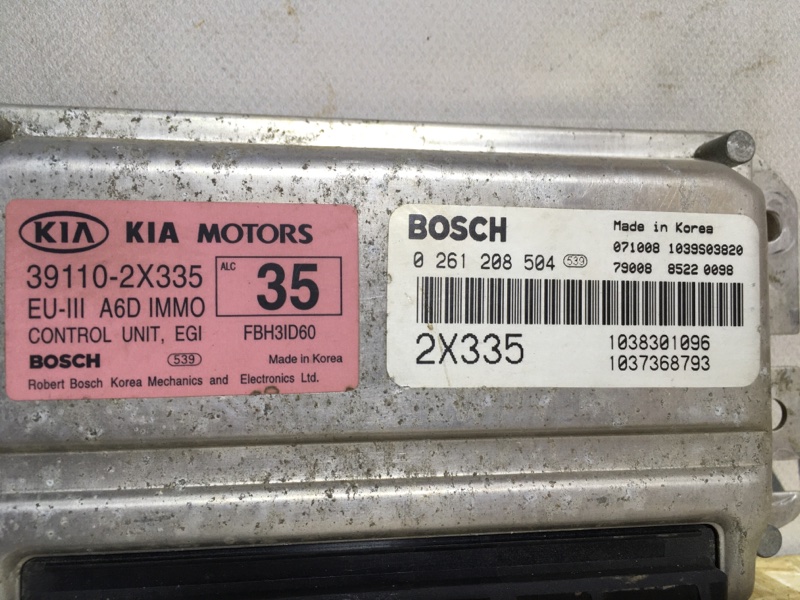 KIA KIA MOTORS
39110-2X335 ALC 35
EU-III A6D IMMO
CONTROL UNIT, EGI FBH3ID60
BOSCH 539 Made in Korea
Robert Bosch Korea Mechanics and Electronics Ltd.
BOSCH Made in Korea
0 261 208 504 539 071008 1039S03820
79008 8522 0098
2X335 1038301096
1037368793